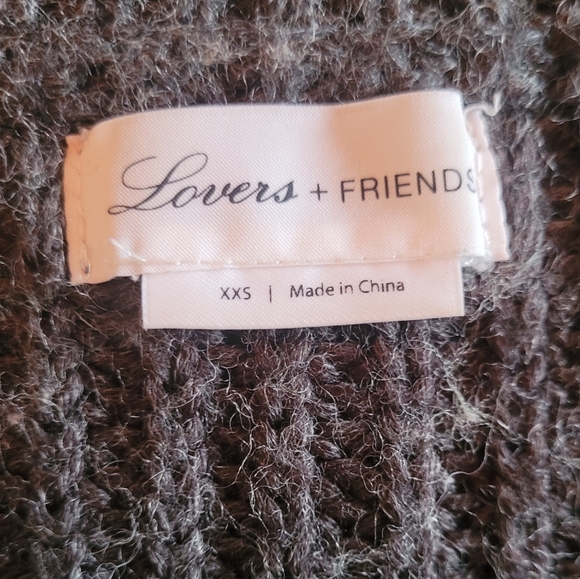 Lovers + FRIENDS
XXS | Made in China